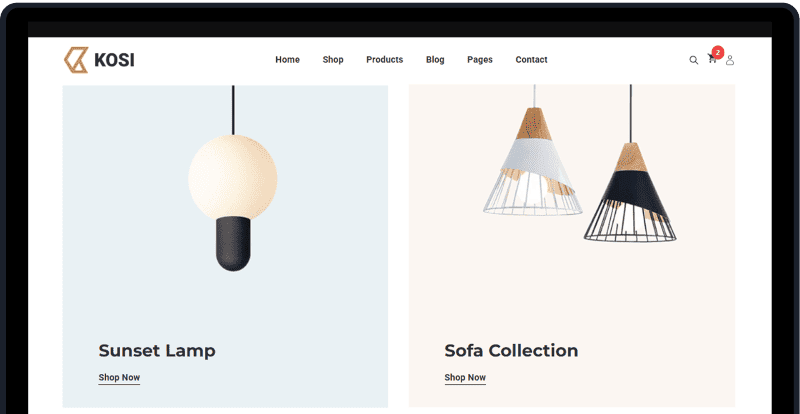 KOSI
Home Shop Products Blog Pages Contact
2
Sunset Lamp
Shop Now
Sofa Collection
Shop Now